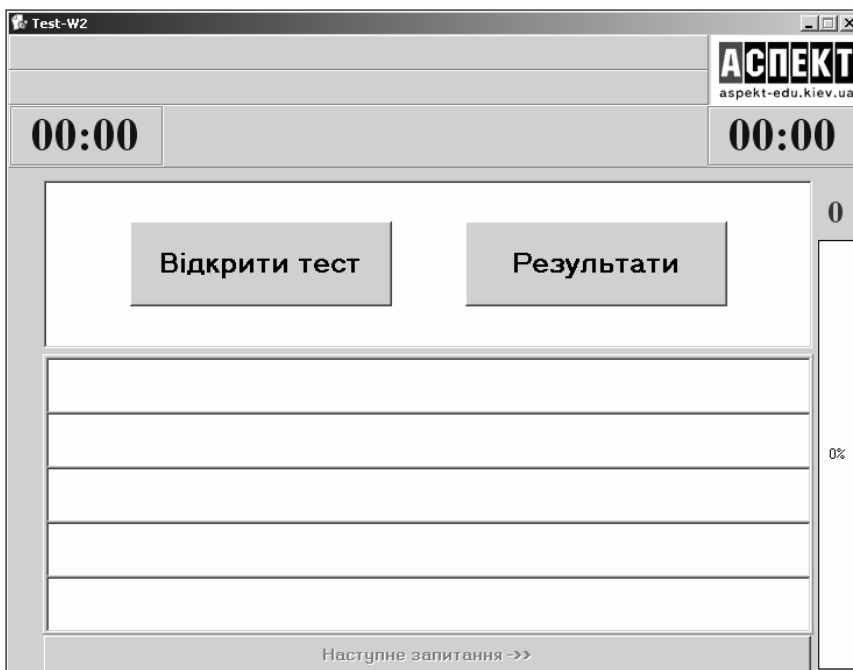 Test-W2
АСПЕКТ
aspekt-edu.kiev.ua
00:00
00:00
0
Відкрити тест
Результати
0%
Наступне запитання ->>